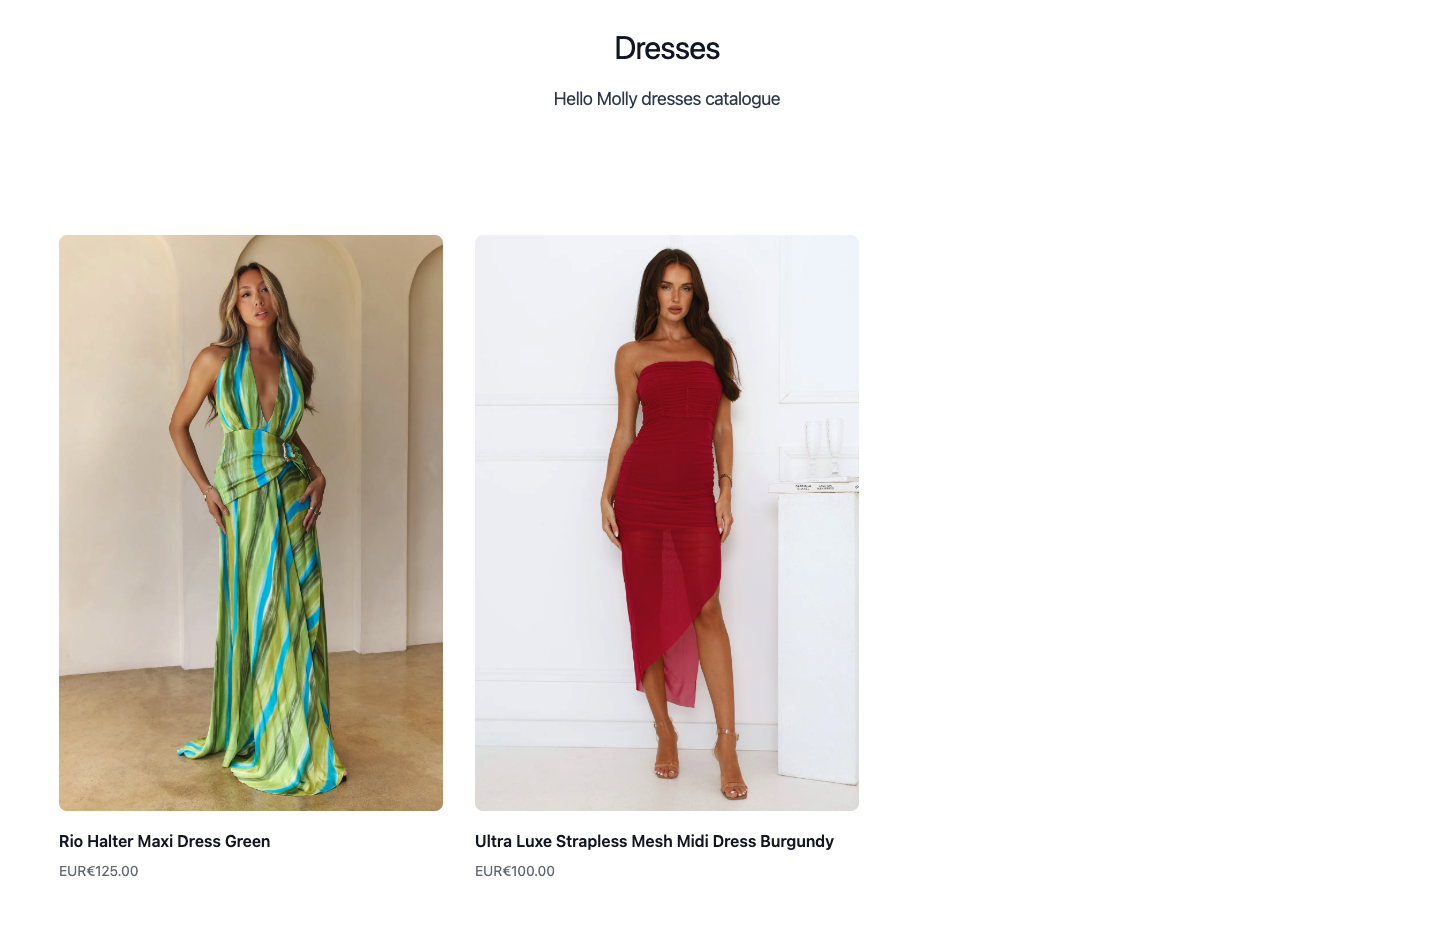 Dresses
Hello Molly dresses catalogue
Rio Halter Maxi Dress Green
EUR€125.00
Ultra Luxe Strapless Mesh Midi Dress Burgundy
EUR€100.00